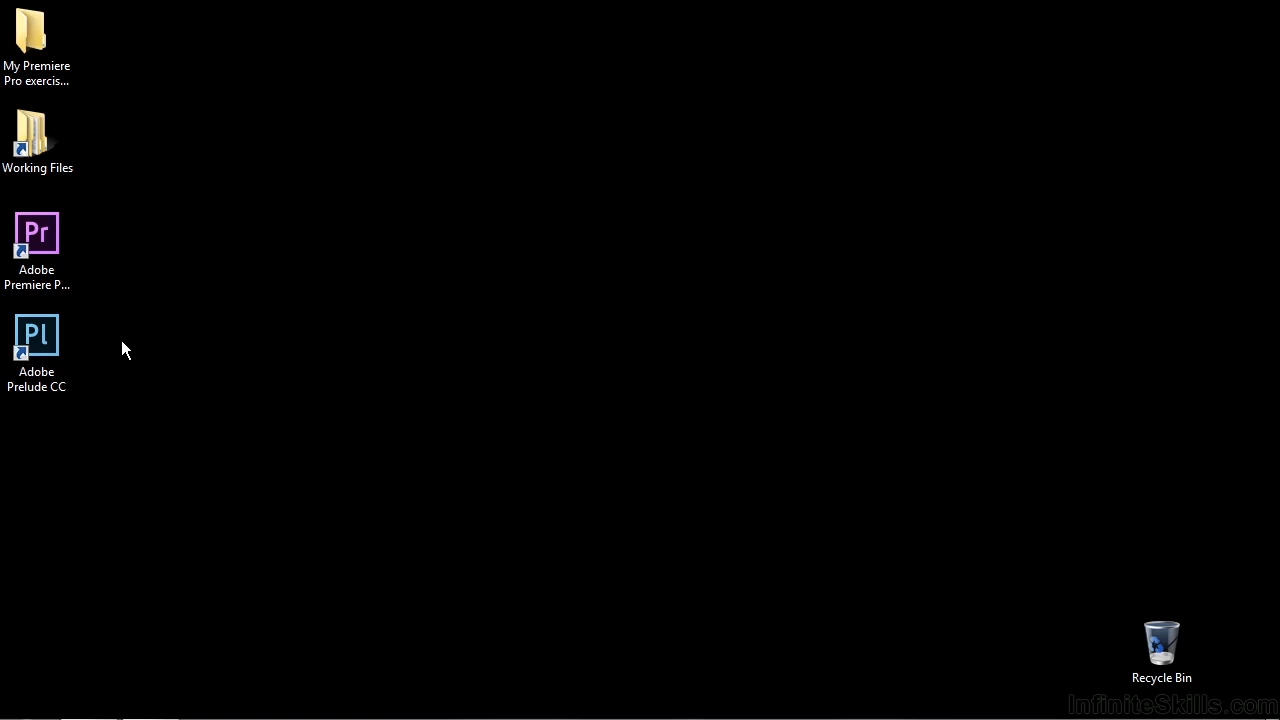 My Premiere
Pro exercis...
Working Files
Pr
Adobe
Premiere P...
Pl
Adobe
Prelude CC
Recycle Bin
InfiniteSkills.com